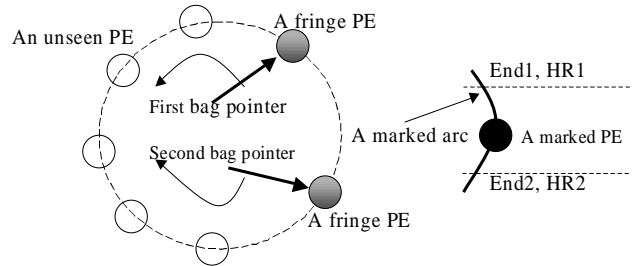 A fringe PE
An unseen PE
First bag pointer
Second bag pointer
A fringe PE
End1, HR1
A marked arc
A marked PE
End2, HR2